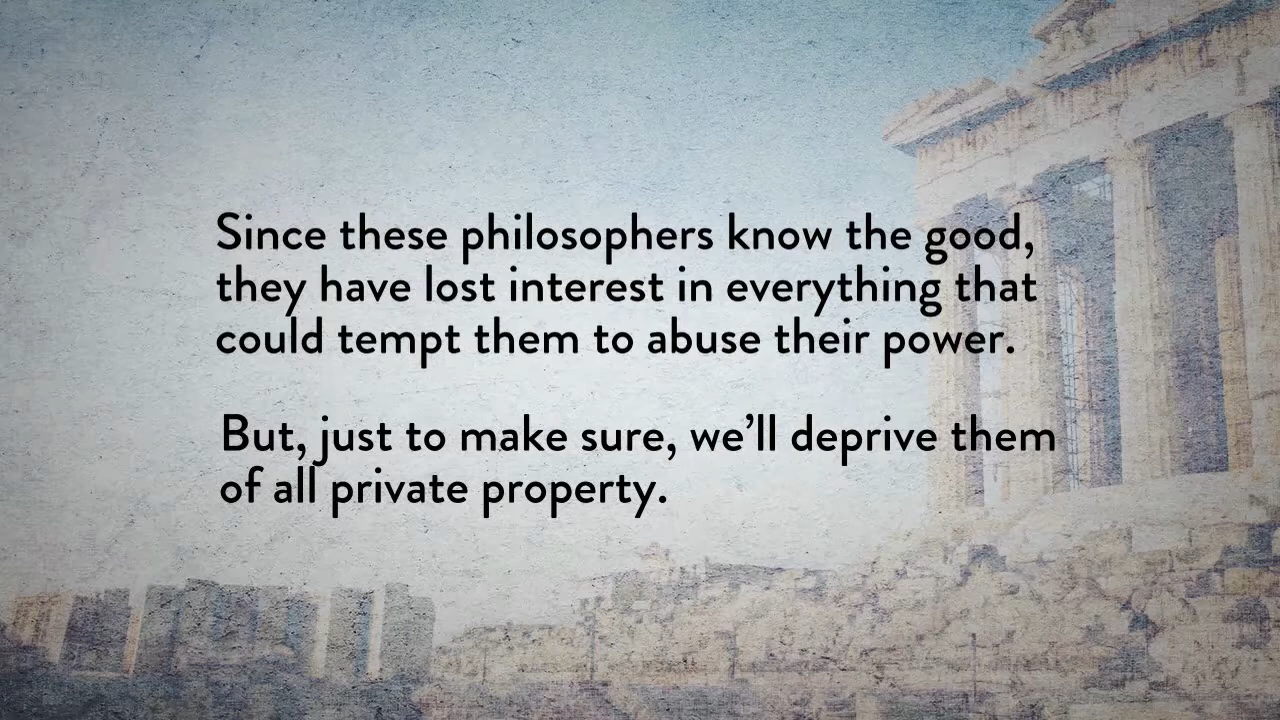 Since these philosophers know the good,
they have lost interest in everything that
could tempt them to abuse their power.
But, just to make sure, we’ll deprive them
of all private property.